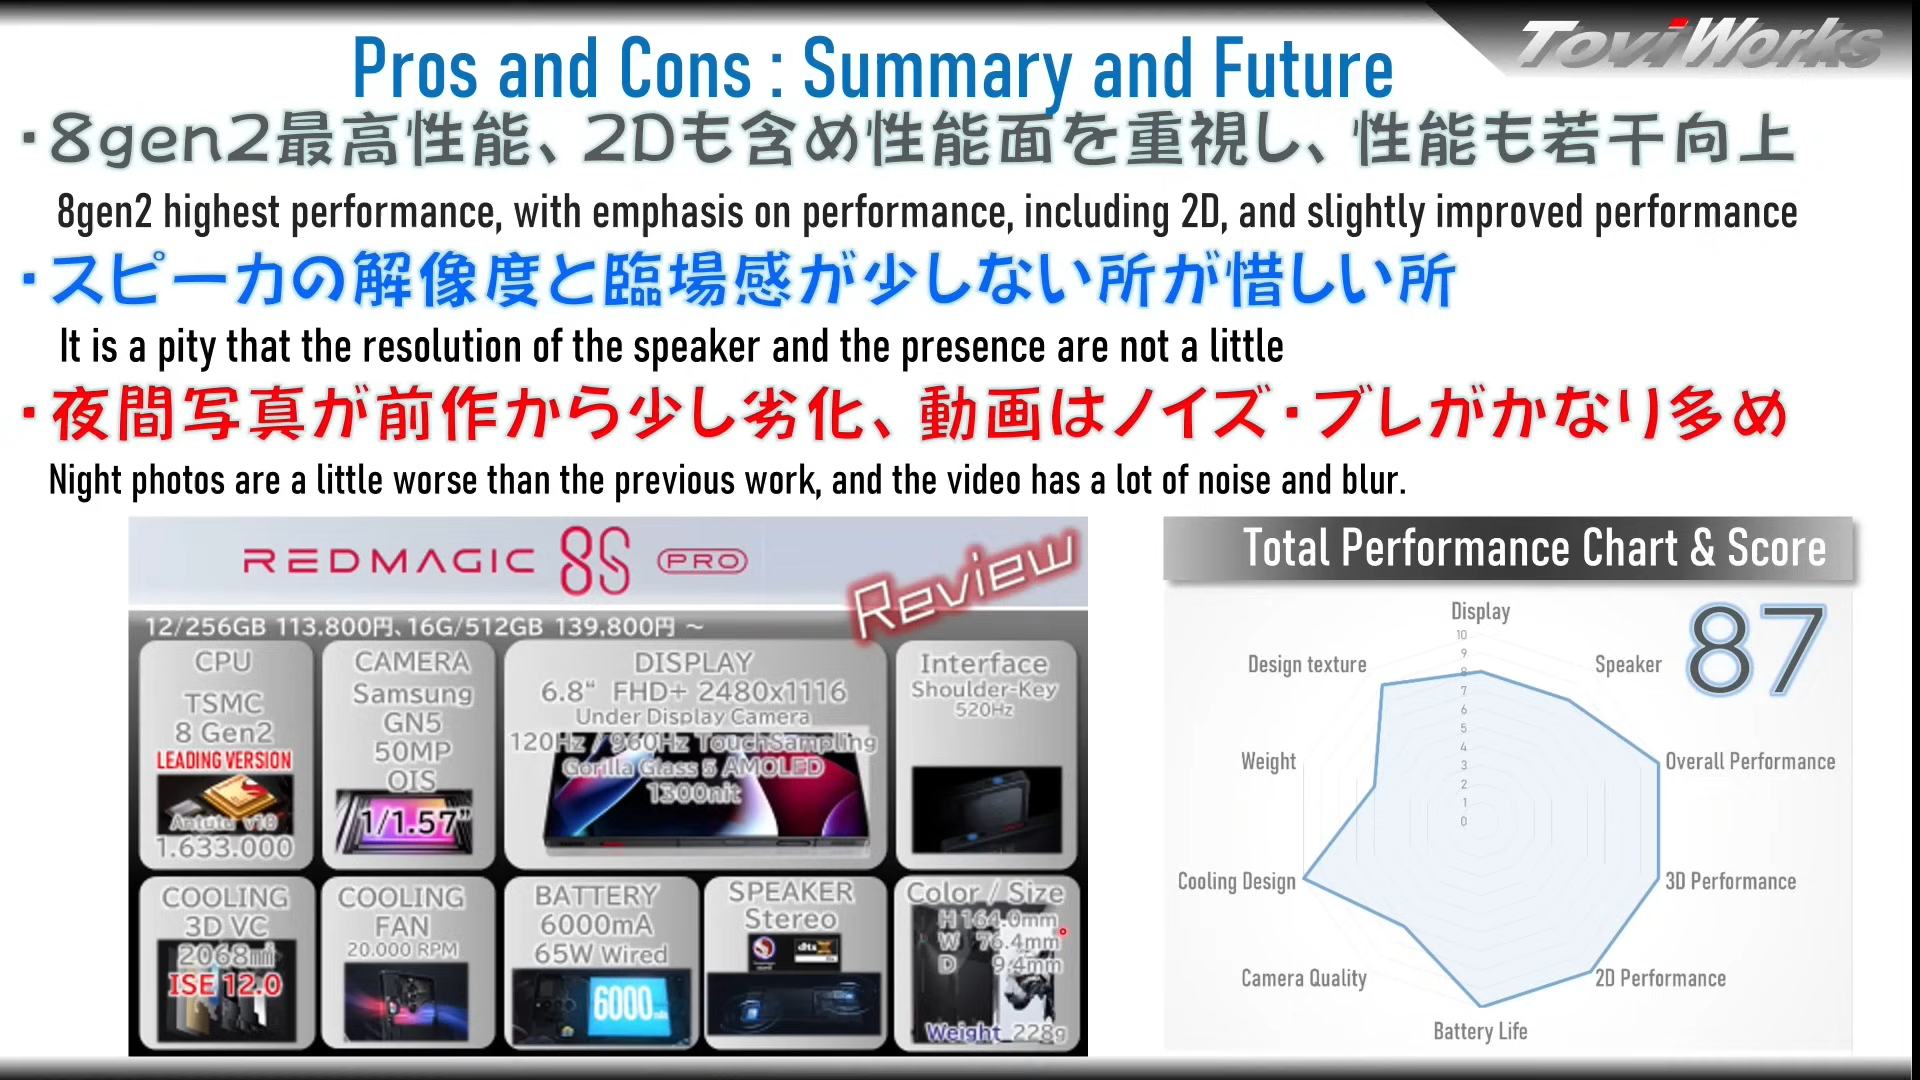 ToviWorks
Pros and Cons : Summary and Future
・8gen2最高性能、2Dも含め性能面を重視し、性能も若干向上
8gen2 highest performance, with emphasis on performance, including 2D, and slightly improved performance
・スピーカの解像度と臨場感が少しない所が惜しい所
It is a pity that the resolution of the speaker and the presence are not a little
・夜間写真が前作から少し劣化、動画はノイズ・ブレがかなり多め
Night photos are a little worse than the previous work, and the video has a lot of noise and blur.
REDMAGIC 8S PRO
Review
12/256GB 113.800円、16G/512GB 139,800円 ～
CPU
TSMC
8 Gen2
LEADING VERSION
Antutu v10
1.633.000
CAMERA
Samsung
GN5
50MP
OIS
1/1.57”
DISPLAY
6.8“ FHD+ 2480x1116
Under Display Camera
120Hz / 960Hz TouchSampling
Gorilla Glass 5 AMOLED
1300nit
Interface
Shoulder-Key
520Hz
COOLING
3D VC
2068㎟
ISE 12.0
COOLING
FAN
20.000 RPM
BATTERY
6000mA
65W Wired
6000
SPEAKER
Stereo
dts X
Color / Size
H 164.0mm
W 76.4mm
D 9.4mm
Weight 228g
Total Performance Chart & Score
87
Display
10
9
8
7
6
5
4
3
2
1
0
Speaker
Overall Performance
3D Performance
2D Performance
Battery Life
Camera Quality
Cooling Design
Weight
Design texture